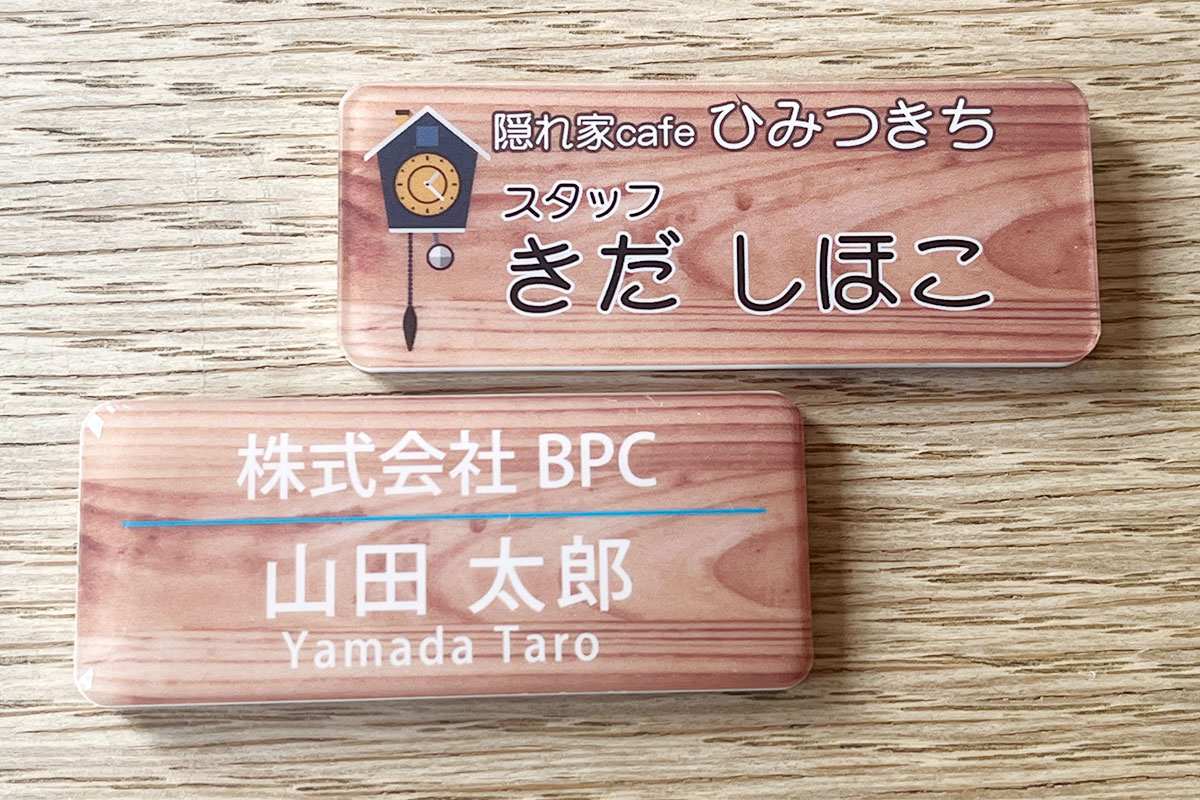 隠れ家cafe ひみつきち
スタッフ
きだ しほこ
株式会社 BPC
山田 太郎
Yamada Taro